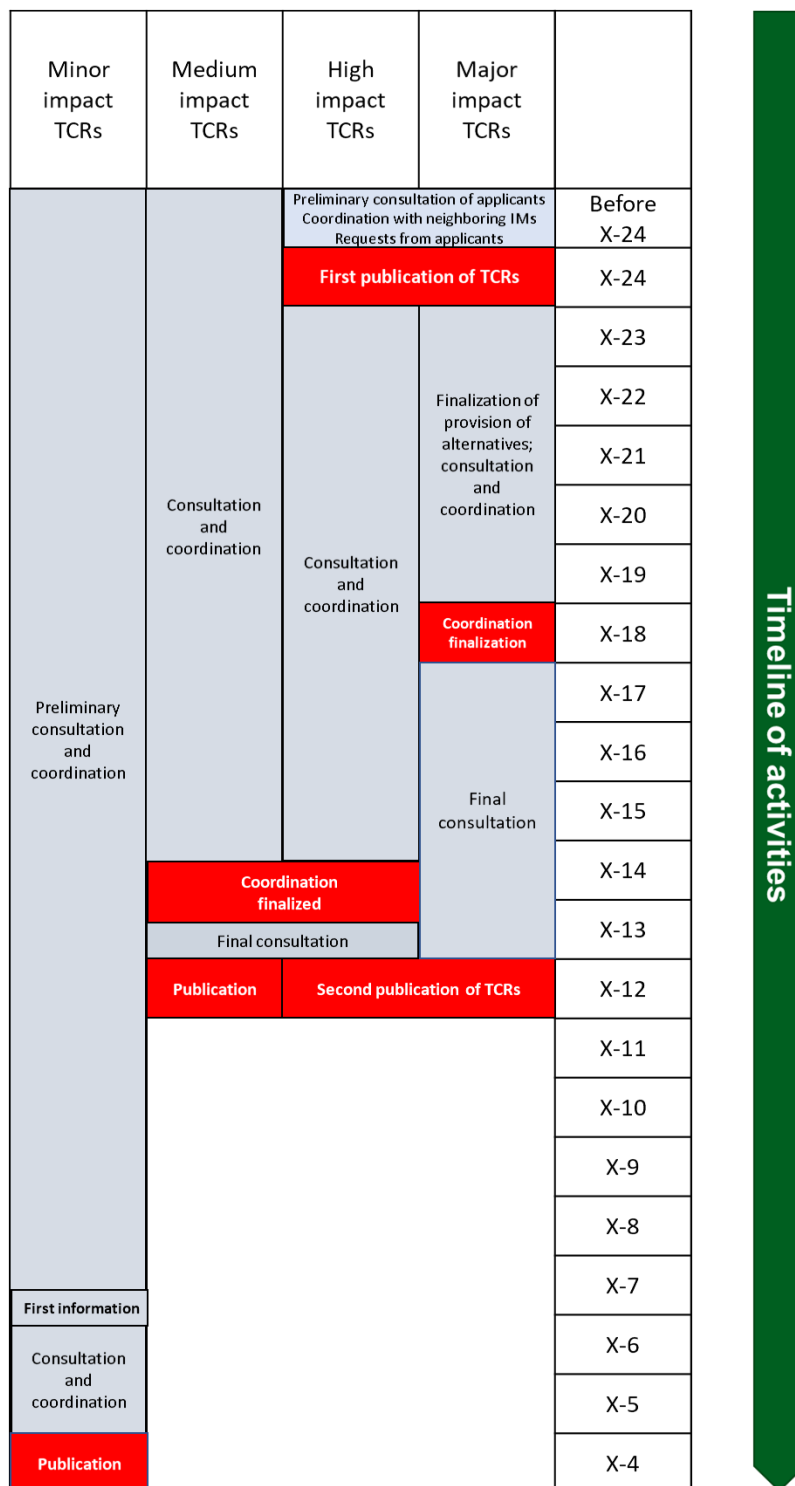 Minor
impact
TCRs
Medium
impact
TCRs
High
impact
TCRs
Major
impact
TCRs
Preliminary consultation of applicants
Coordination with neighboring IMs
Requests from applicants
Before
X-24
First publication of TCRs
X-24
X-23
X-22
X-21
X-20
X-19
Finalization of
provision of
alternatives;
consultation
and
coordination
Consultation
and
coordination
Consultation
and
coordination
Coordination
finalization
X-18
X-17
X-16
X-15
Preliminary
consultation
and
coordination
Final
consultation
Coordination
finalized
X-14
Final consultation
X-13
Publication
Second publication of TCRs
X-12
X-11
X-10
X-9
X-8
X-7
First information
Consultation
and
coordination
X-6
X-5
Publication
X-4
Timeline of activities